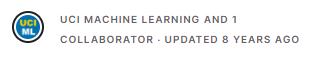 UCI
ML
UCI MACHINE LEARNING AND 1
COLLABORATOR · UPDATED 8 YEARS AGO